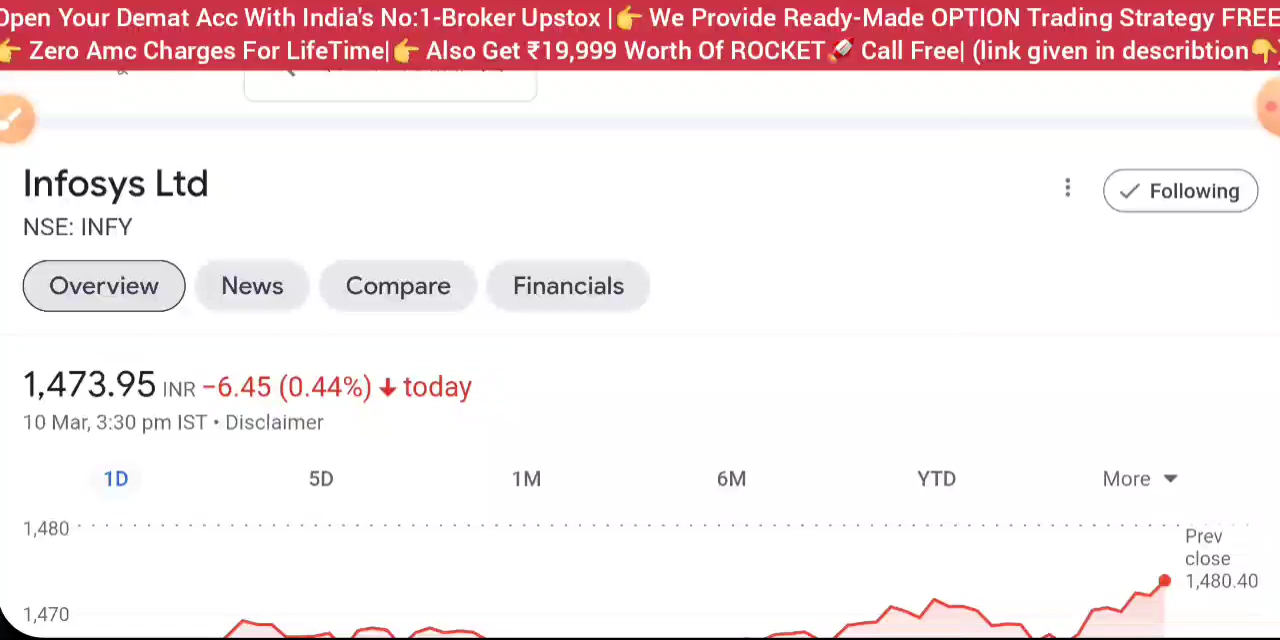 Open Your Demat Acc With India's No:1-Broker Upstox |👉 We Provide Ready-Made OPTION Trading Strategy FREE
👉 Zero Amc Charges For LifeTime|👉 Also Get ₹19,999 Worth Of ROCKET🚀 Call Free| (link given in describtion👇)
Infosys Ltd
Following
NSE: INFY
Overview News Compare Financials
1,473.95 INR −6.45 (0.44%) ↓ today
10 Mar, 3:30 pm IST • Disclaimer
1D 5D 1M 6M YTD More
1,480
Prev
close
1,480.40
1,470